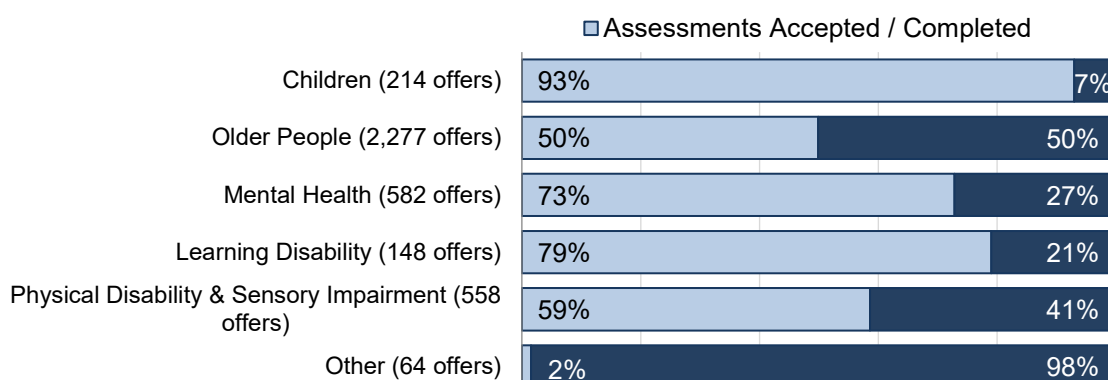 Assessments Accepted / Completed
Children (214 offers) 93% 7%
Older People (2,277 offers) 50% 50%
Mental Health (582 offers) 73% 27%
Learning Disability (148 offers) 79% 21%
Physical Disability & Sensory Impairment (558
offers) 59% 41%
Other (64 offers) 2% 98%